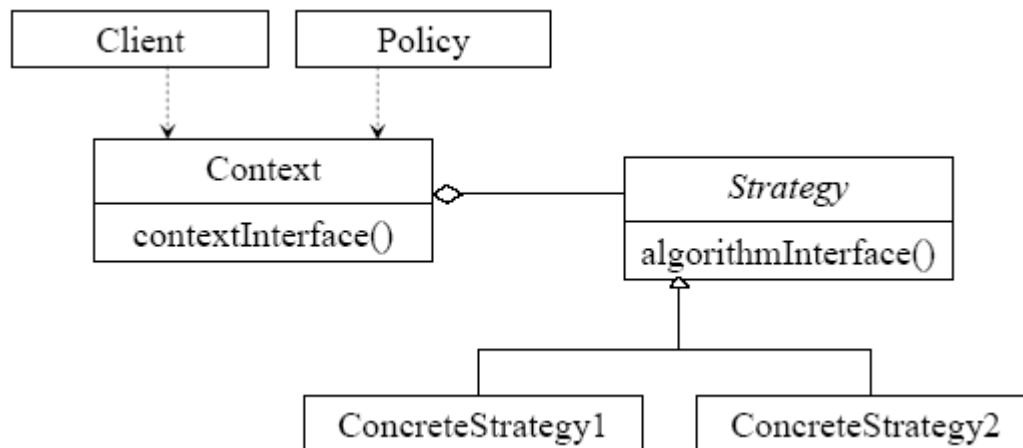 Client
Policy
Context
contextInterface()
Strategy
algorithmInterface()
ConcreteStrategy1
ConcreteStrategy2